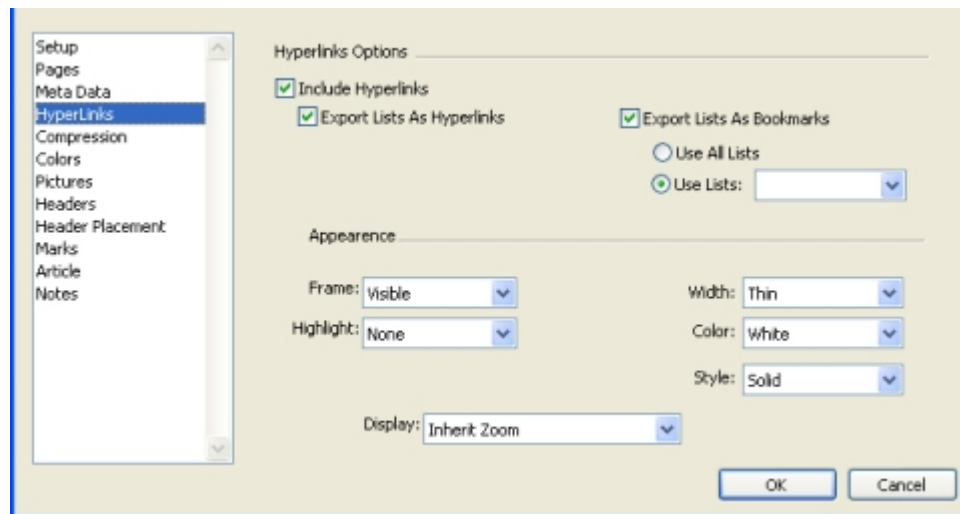 Setup
Pages
Meta Data
HyperLinks
Compression
Colors
Pictures
Headers
Header Placement
Marks
Article
Notes
Hyperlinks Options
Include Hyperlinks
Export Lists As Hyperlinks
Export Lists As Bookmarks
Use All Lists
Use Lists:
Appearence
Frame: Visible
Width: Thin
Highlight: None
Color: White
Style: Solid
Display: Inherit Zoom
OK
Cancel